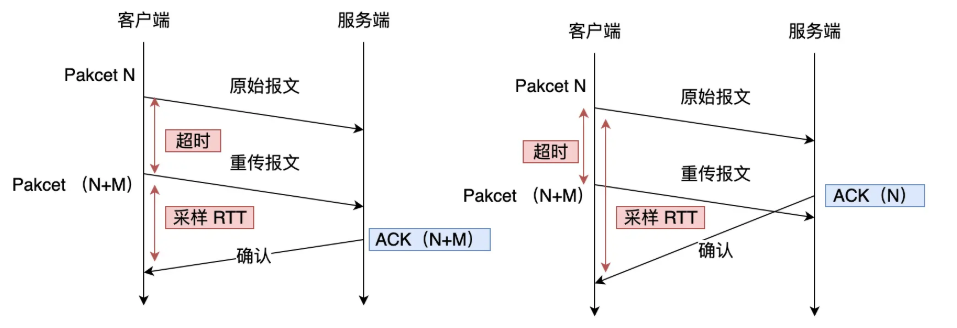 客户端
服务端
Pakcet N
原始报文
超时
重传报文
Pakcet （N+M）
采样 RTT
ACK（N+M）
确认
客户端
服务端
Pakcet N
原始报文
超时
重传报文
Pakcet （N+M）
ACK（N）
采样 RTT
确认